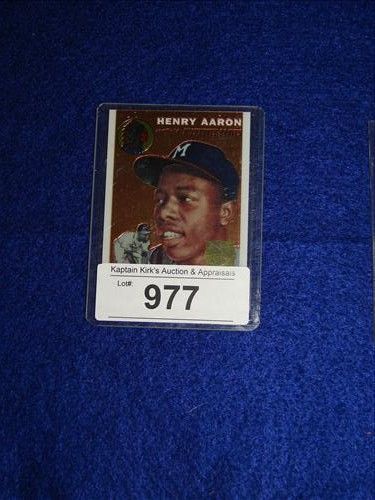 HENRY AARON
M
Kaptain Kirk's Auction & Appraisals
Lot#:
977